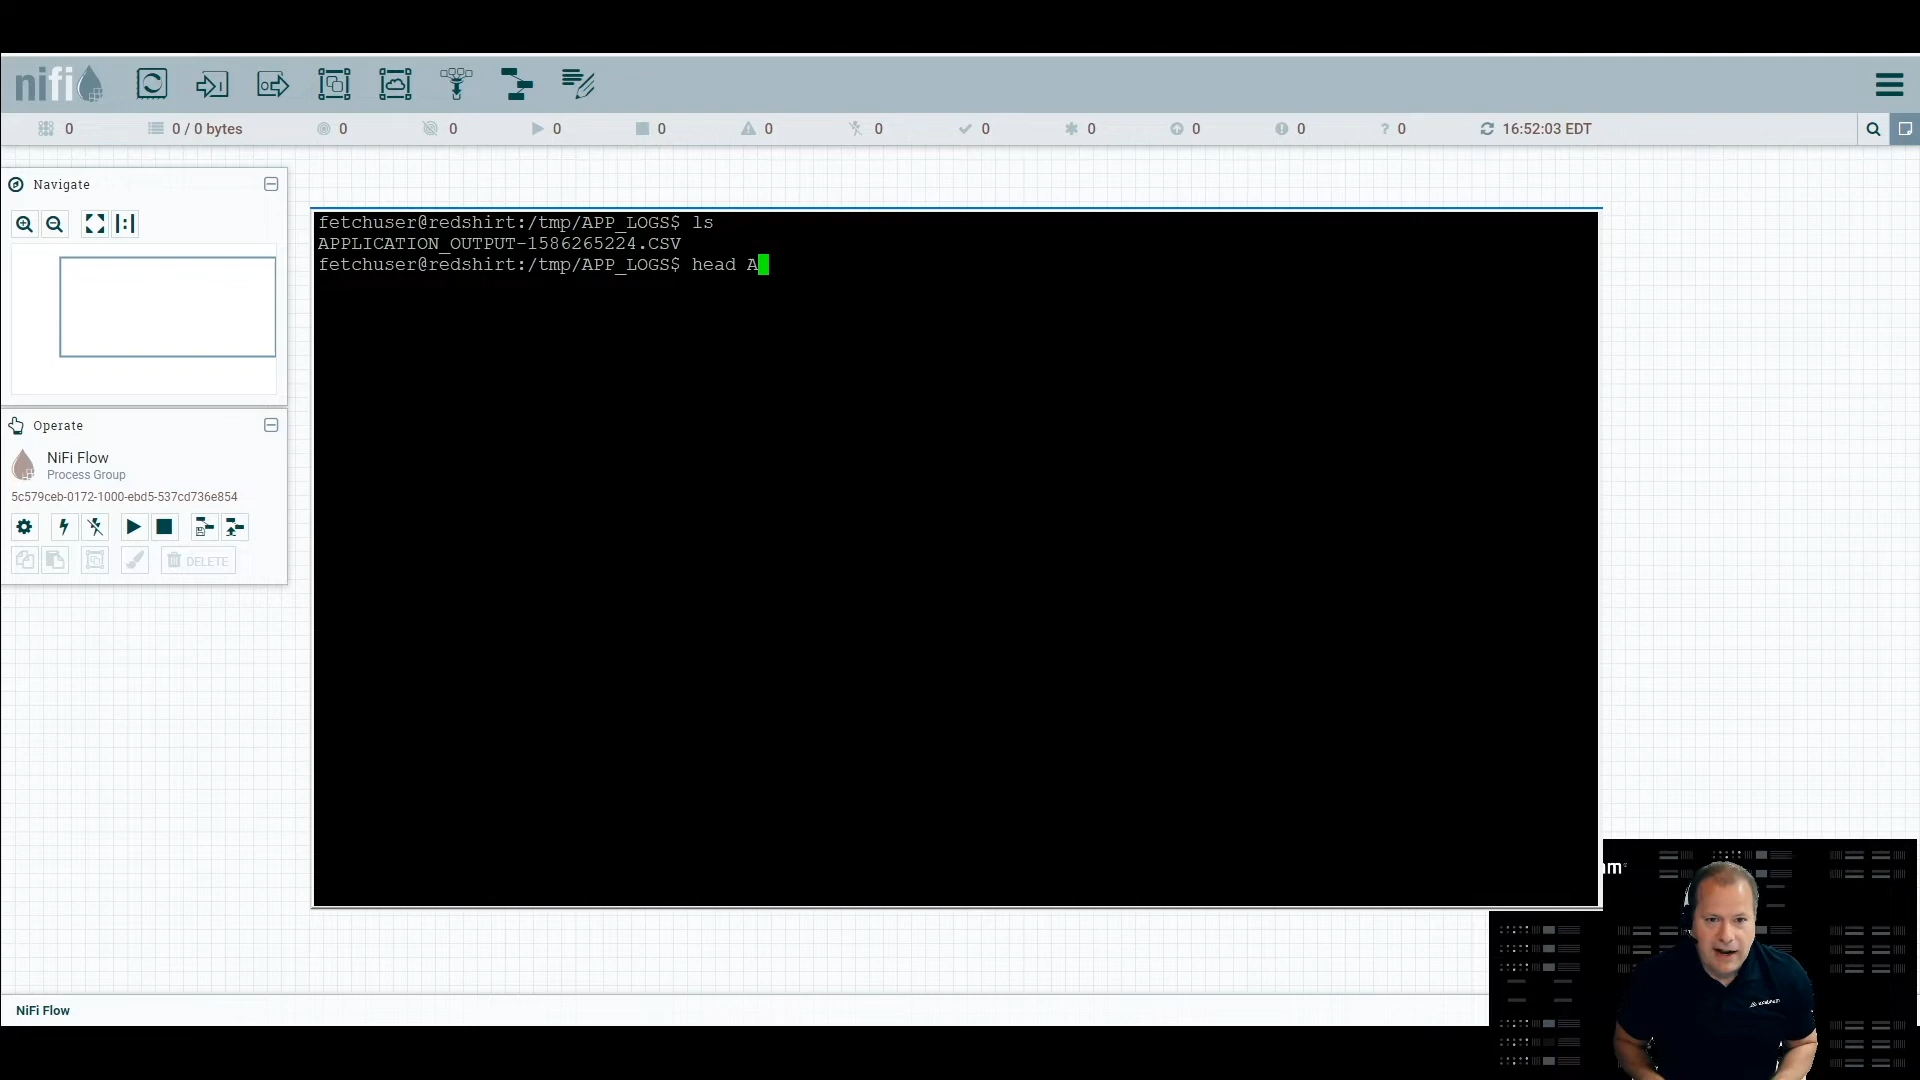 nifi
0
0 / 0 bytes
0
0
0
0
0
0
0
0
0
0
0
16:52:03 EDT
Navigate
fetchuser@redshirt:/tmp/APP_LOGS$ ls
APPLICATION_OUTPUT-1586265224.CSV
fetchuser@redshirt:/tmp/APP_LOGS$ head A
Operate
NiFi Flow
Process Group
5c579ceb-0172-1000-ebd5-537cd736e854
DELETE
NiFi Flow